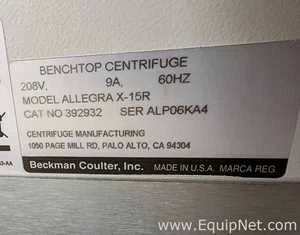 BENCHTOP CENTRIFUGE
208V, 9A, 60HZ
MODEL ALLEGRA X-15R
CAT NO 392932 SER ALP06KA4
CENTRIFUGE MANUFACTURING
1050 PAGE MILL RD, PALO ALTO, CA 94304
Beckman Coulter, Inc. MADE IN U.S.A. MARCA REG.
www.EquipNet.com